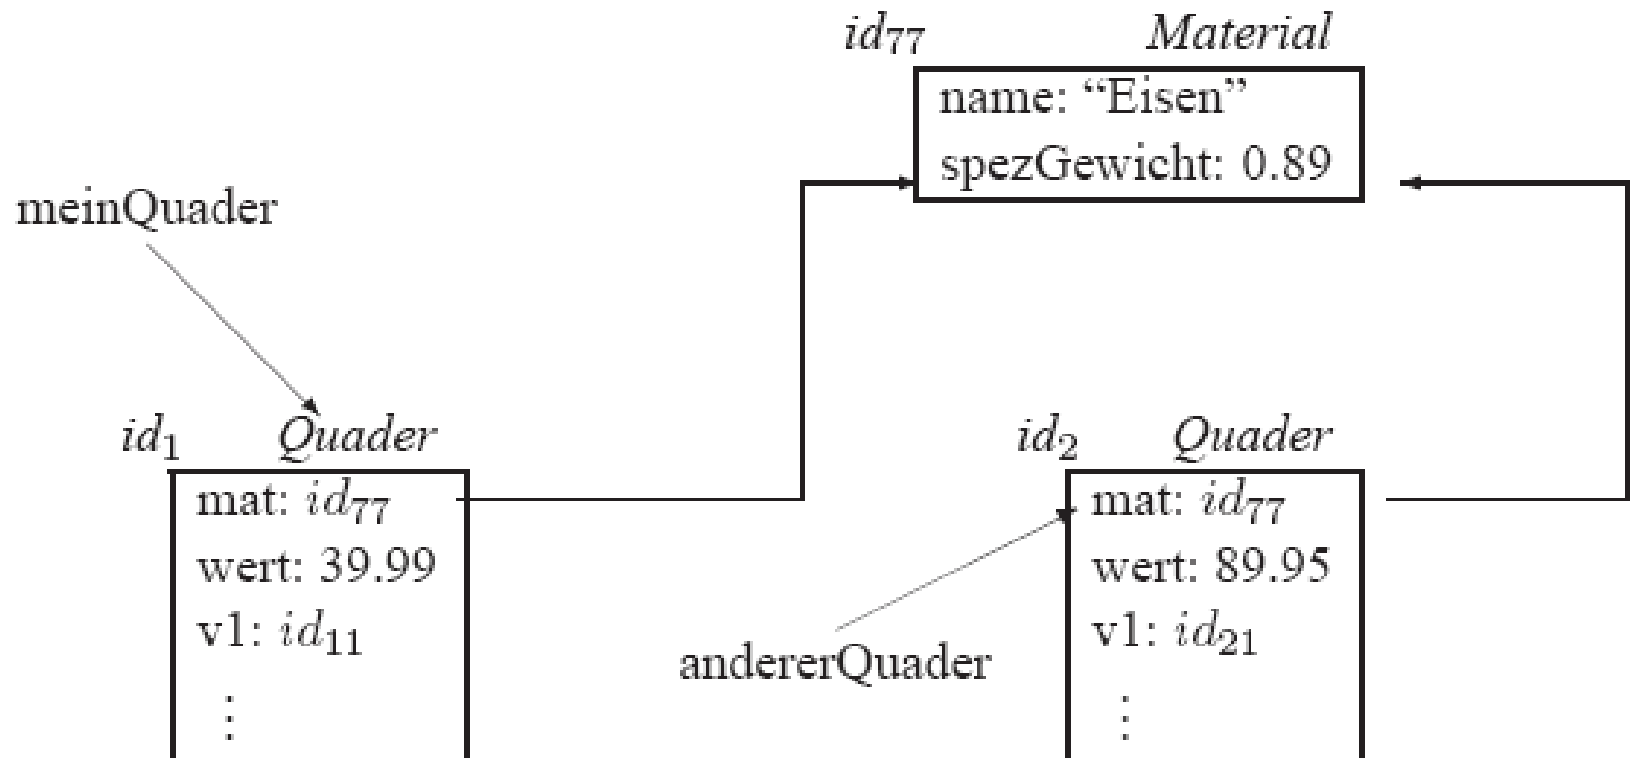 id77 Material
name: “Eisen”
spezGewicht: 0.89
meinQuader
id1 Quader
mat: id77
wert: 39.99
v1: id11
⋮
id2 Quader
mat: id77
wert: 89.95
v1: id21
⋮
andererQuader